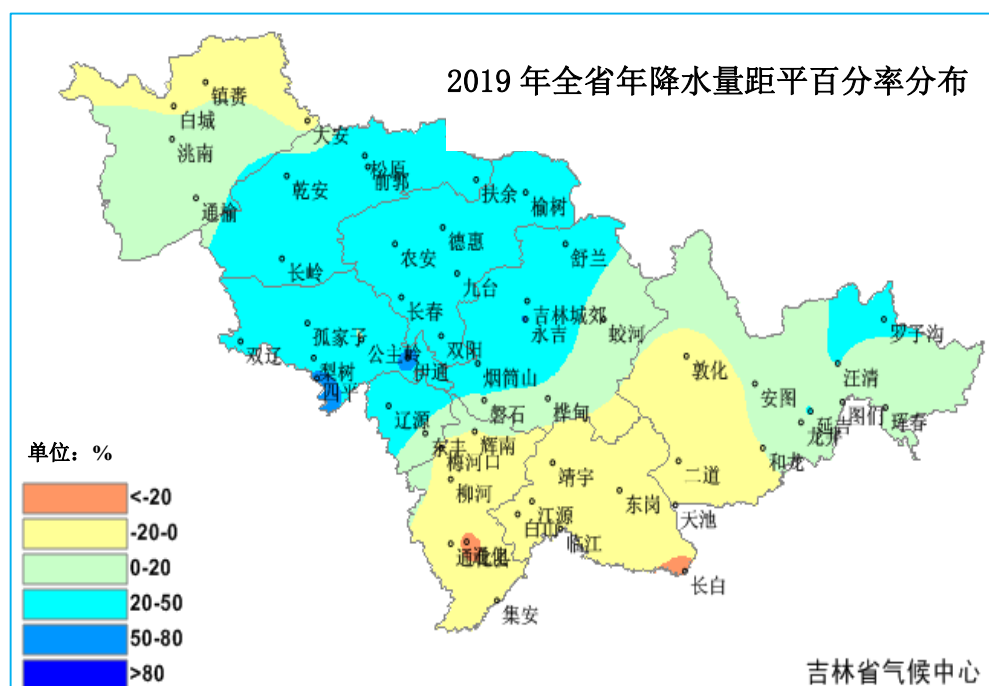 2019 年全省年降水量距平百分率分布
镇赉
白城
大安
洮南
松原
前郭
乾安
扶余
榆树
通榆
德惠
农安
舒兰
长岭
九台
长春
吉林城郊
永吉
蛟河
罗子沟
孤家子
双辽
公主岭
双阳
梨树
伊通
烟筒山
敦化
汪清
四平
安图
辽源
磐石
桦甸
图们
珲春
延吉
龙井
东丰
辉南
梅河口
和龙
二道
靖宇
柳河
东岗
江源
天池
白山
临江
通化
长白
集安
单位：%
<-20
-20-0
0-20
20-50
50-80
>80
吉林省气候中心